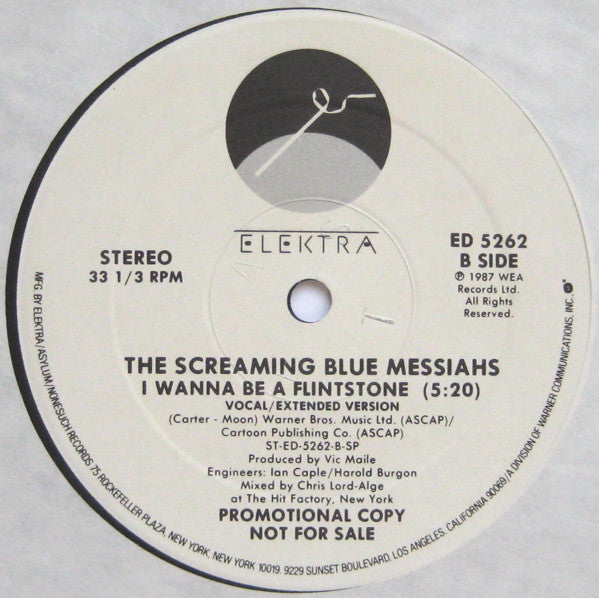 ELEKTRA
STEREO
33 1/3 RPM
ED 5262
B SIDE
℗ 1987 WEA
Records Ltd.
All Rights
Reserved.
THE SCREAMING BLUE MESSIAHS
I WANNA BE A FLINTSTONE (5:20)
VOCAL/EXTENDED VERSION
(Carter - Moon) Warner Bros. Music Ltd. (ASCAP)/
Cartoon Publishing Co. (ASCAP)
ST-ED-5262-B-SP
Produced by Vic Maile
Engineers: Ian Caple/Harold Burgon
Mixed by Chris Lord-Alge
at The Hit Factory, New York
PROMOTIONAL COPY
NOT FOR SALE
MFG. BY ELEKTRA/ASYLUM/NONESUCH RECORDS 75 ROCKEFELLER PLAZA, NEW YORK, NEW YORK 10019. 9229 SUNSET BOULEVARD, LOS ANGELES, CALIFORNIA 90069/A DIVISION OF WARNER COMMUNICATIONS, INC.